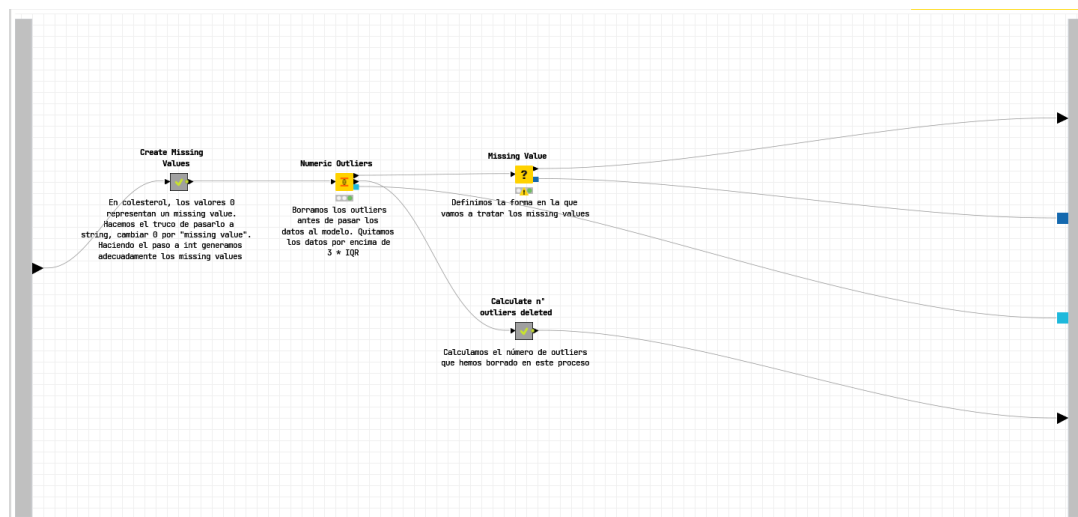 Create Missing
Values
En colesterol, los valores 0
representan un missing value.
Hacemos el truco de pasarlo a
string, cambiar 0 por "missing value".
Haciendo el paso a int generamos
adecuadamente los missing values
Numeric Outliers
Borramos los outliers
antes de pasar los
datos al modelo. Quitamos
los datos por encima de
3 * IQR
Missing Value
?
Definimos la forma en la que
vamos a tratar los missing values
Calculate n°
outliers deleted
Calculamos el número de outliers
que hemos borrado en este proceso